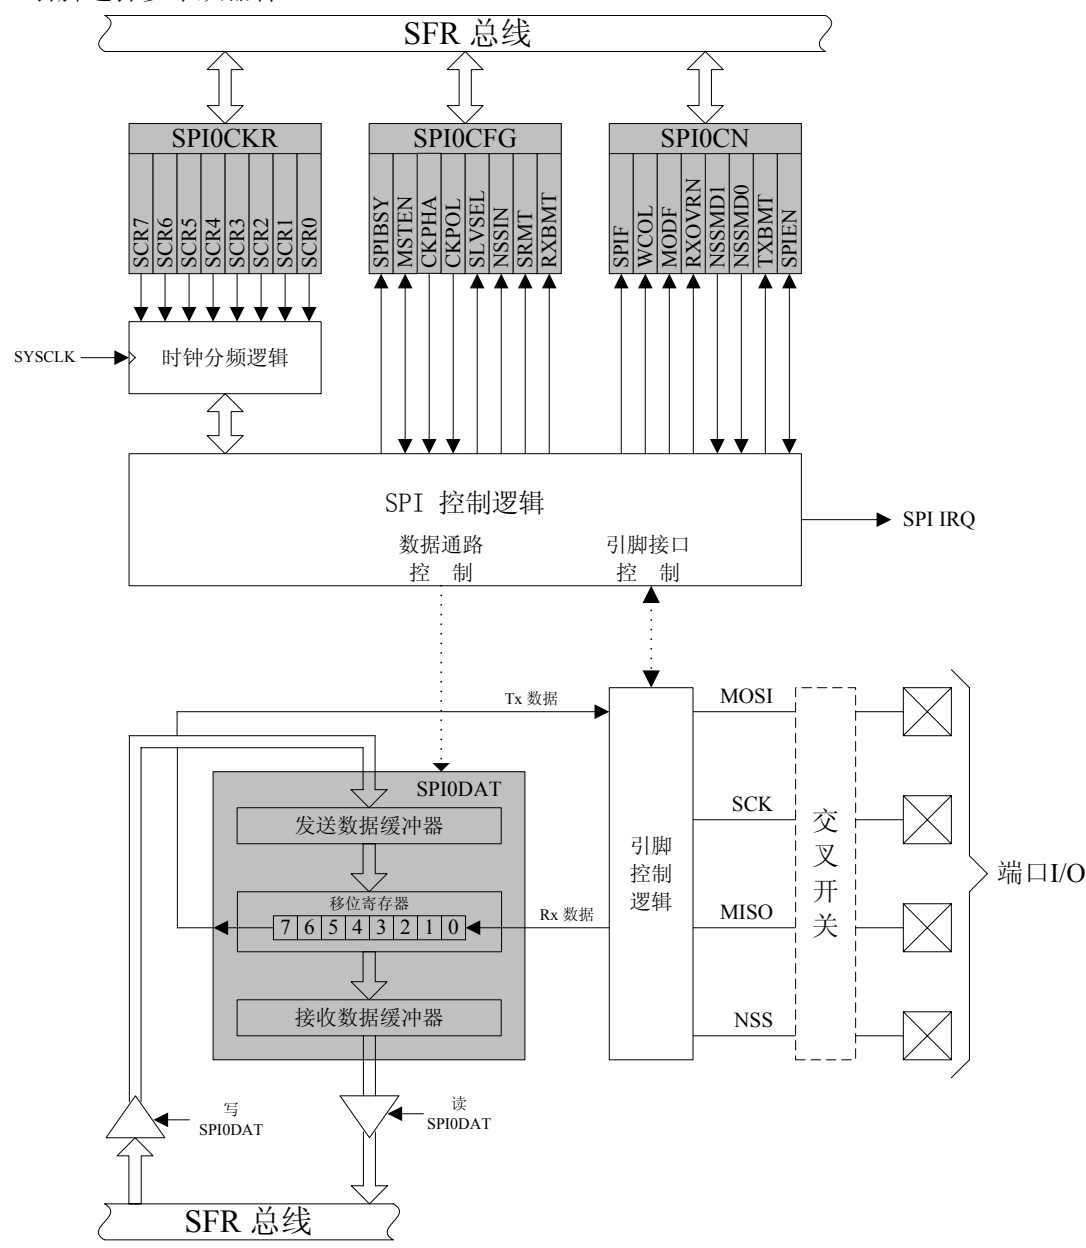 SFR 总线
SPI0CKR
SCR7
SCR6
SCR5
SCR4
SCR3
SCR2
SCR1
SCR0
SPI0CFG
SPIBSY
MSTEN
CKPHA
CKPOL
SLVSEL
NSSIN
SRMT
RXBMT
SPI0CN
SPIF
WCOL
MODF
RXOVRN
NSSMD1
NSSMD0
TXBMT
SPIEN
SYSCLK
时钟分频逻辑
SPI 控制逻辑
SPI IRQ
数据通路
控 制
引脚接口
控 制
Tx 数据
MOSI
SPI0DAT
发送数据缓冲器
SCK
移位寄存器
7 6 5 4 3 2 1 0
Rx 数据
引脚
控制
逻辑
MISO
交
叉
开
关
端口I/O
接收数据缓冲器
NSS
写
SPI0DAT
读
SPI0DAT
SFR 总线